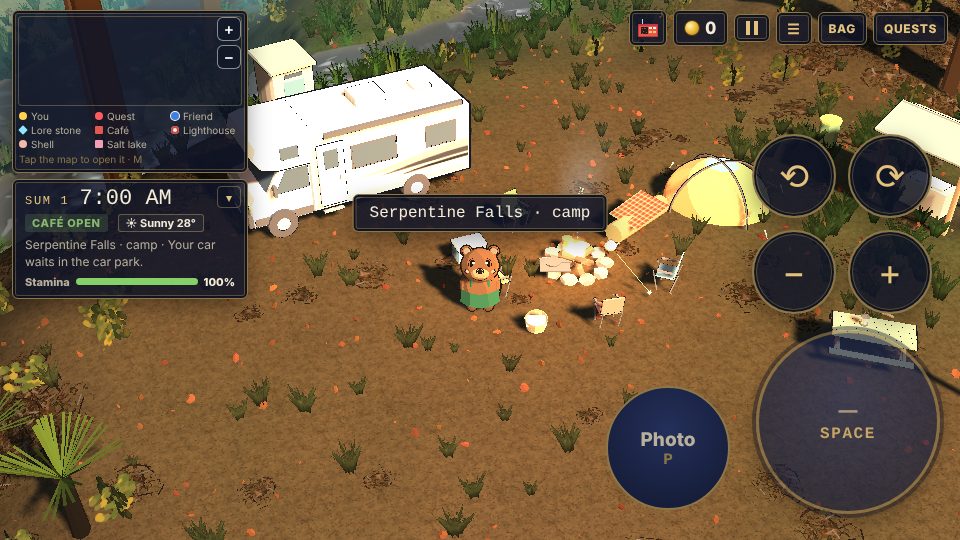 +
−
You
Quest
Friend
Lore stone
Café
Lighthouse
Shell
Salt lake
Tap the map to open it · M
SUM 1 7:00 AM ▾
CAFÉ OPEN
☀ Sunny 28°
Serpentine Falls · camp · Your car
waits in the car park.
Stamina 100%
0
☰
BAG
QUESTS
Serpentine Falls · camp
⟲
⟳
−
+
Photo
P
—
SPACE